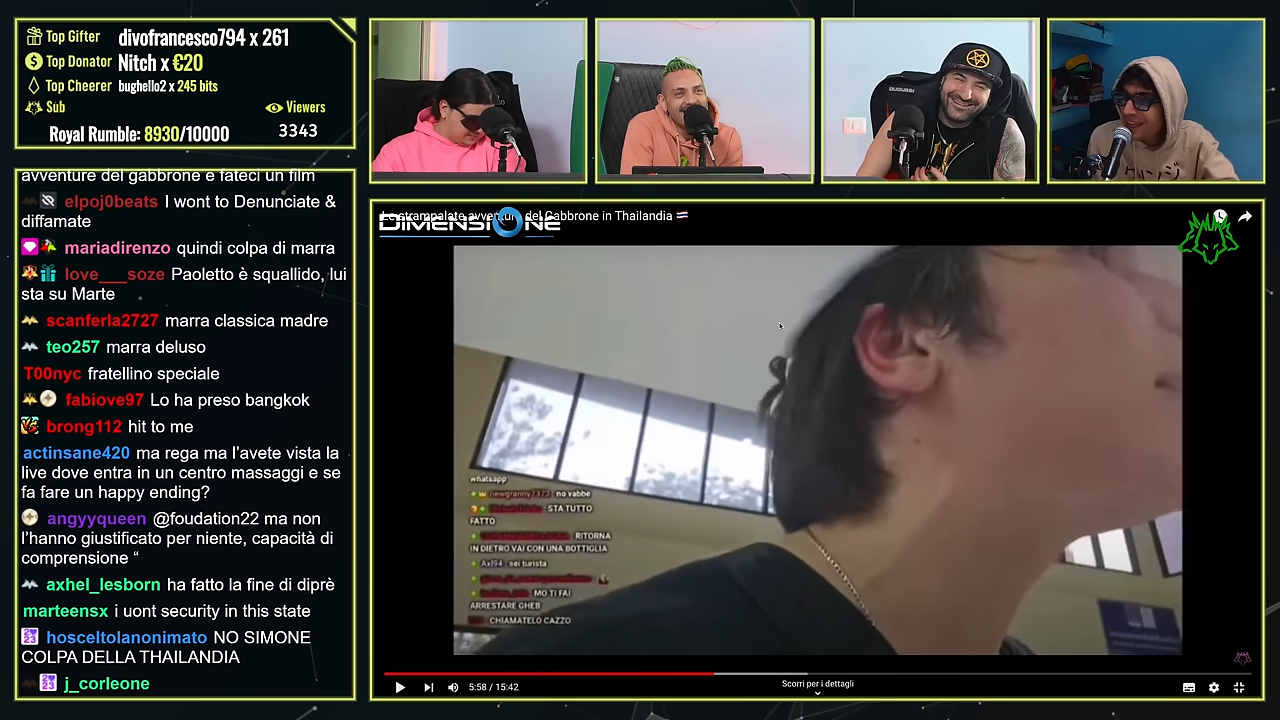 Top Gifter divofrancesco794 x 261
Top Donator Nitch x €20
Top Cheerer bughello2 x 245 bits
Sub
Viewers
Royal Rumble: 8930/10000
3343
avventure del gabbrone e fateci un film
elpoj0beats I wont to Denunciate &
diffamate
mariadirenzo quindi colpa di marra
love___soze Paoletto è squallido, lui
sta su Marte
scanferla2727 marra classica madre
teo257 marra deluso
T00nyc fratellino speciale
fabiove97 Lo ha preso bangkok
brong112 hit to me
actinsane420 ma rega ma l'avete vista la
live dove entra in un centro massaggi e se
fa fare un happy ending?
angyyqueen @foudation22 ma non
l'hanno giustificato per niente, capacità di
comprensione “
axhel_lesborn ha fatto la fine di diprè
marteensx i uont security in this state
hosceltolanonimato NO SIMONE
COLPA DELLA THAILANDIA
j_corleone
Le strampalate avventure del Gabbrone in Thailandia
DIMENSIONE
whatsapp
newgranny7373: no vabbe
STA TUTTO
FATTO
RITORNA
IN DIETRO VAI CON UNA BOTTIGLIA
Axl94: sei turista
MO TI FAI
ARRESTARE GHEB
CHIAMATELO CAZZO
5:58 / 15:42
Scorri per i dettagli